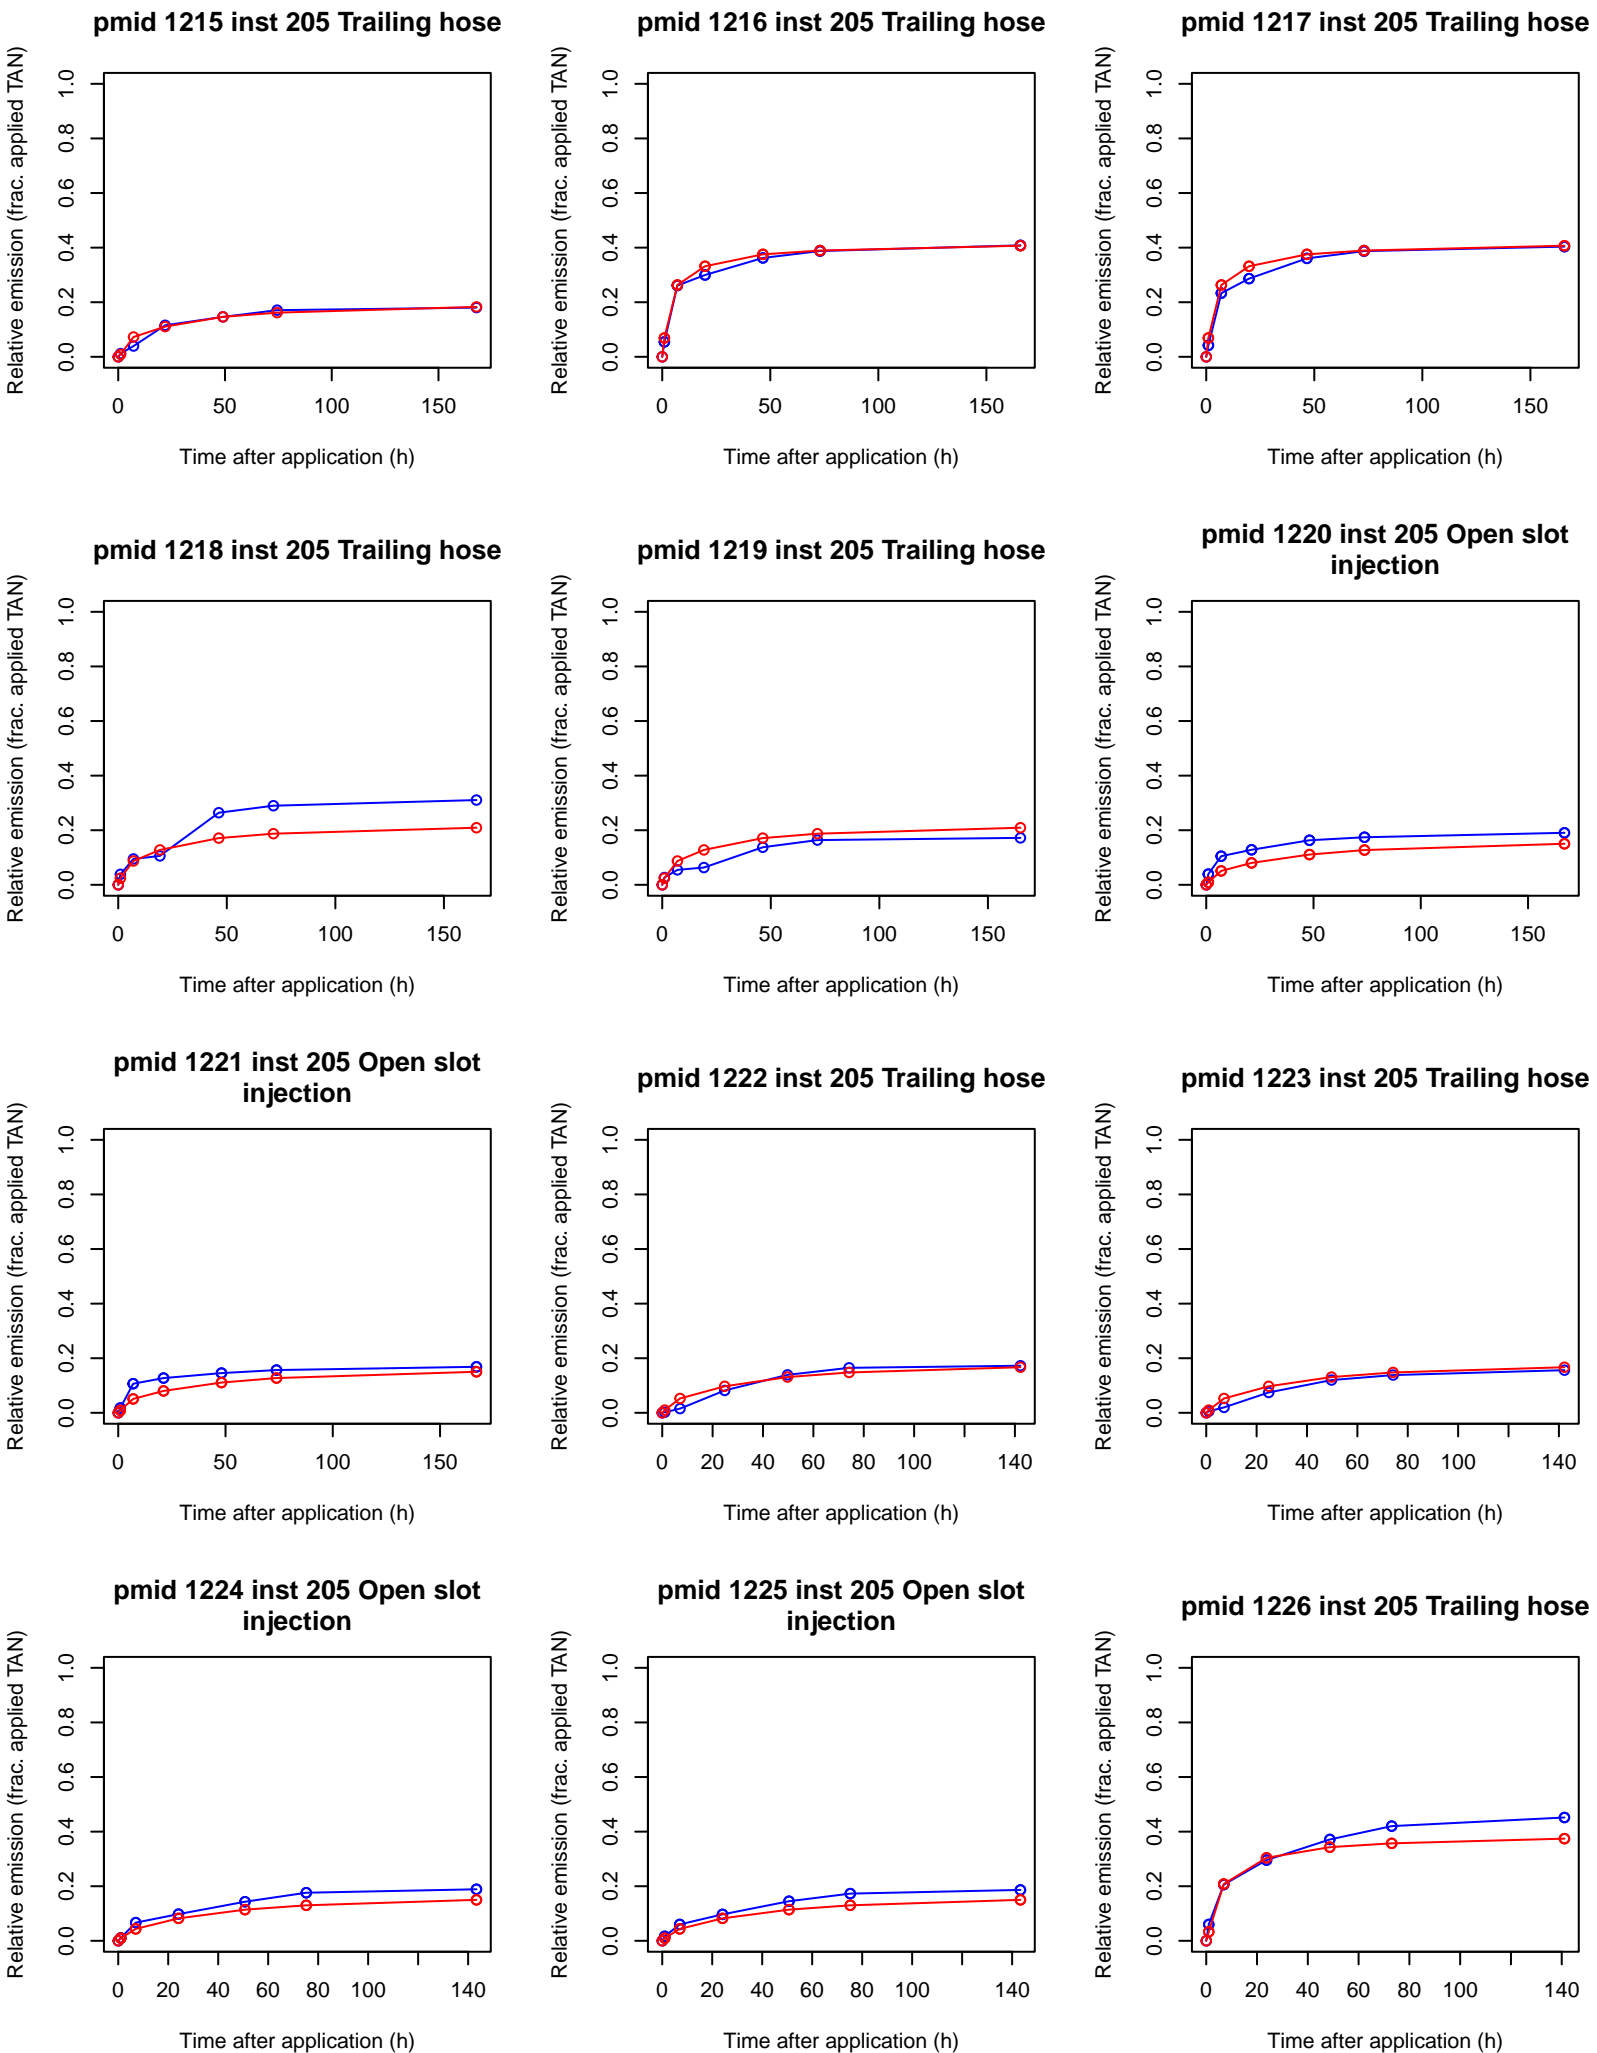 pmid 1215 inst 205 Trailing hose
Relative emission (frac. applied TAN)
1.0
0.8
0.6
0.4
0.2
0.0
0 50 100 150
Time after application (h)
pmid 1216 inst 205 Trailing hose
Relative emission (frac. applied TAN)
1.0
0.8
0.6
0.4
0.2
0.0
0 50 100 150
Time after application (h)
pmid 1217 inst 205 Trailing hose
Relative emission (frac. applied TAN)
1.0
0.8
0.6
0.4
0.2
0.0
0 50 100 150
Time after application (h)
pmid 1218 inst 205 Trailing hose
Relative emission (frac. applied TAN)
1.0
0.8
0.6
0.4
0.2
0.0
0 50 100 150
Time after application (h)
pmid 1219 inst 205 Trailing hose
Relative emission (frac. applied TAN)
1.0
0.8
0.6
0.4
0.2
0.0
0 50 100 150
Time after application (h)
pmid 1220 inst 205 Open slot
injection
Relative emission (frac. applied TAN)
1.0
0.8
0.6
0.4
0.2
0.0
0 50 100 150
Time after application (h)
pmid 1221 inst 205 Open slot
injection
Relative emission (frac. applied TAN)
1.0
0.8
0.6
0.4
0.2
0.0
0 50 100 150
Time after application (h)
pmid 1222 inst 205 Trailing hose
Relative emission (frac. applied TAN)
1.0
0.8
0.6
0.4
0.2
0.0
0 20 40 60 80 100 140
Time after application (h)
pmid 1223 inst 205 Trailing hose
Relative emission (frac. applied TAN)
1.0
0.8
0.6
0.4
0.2
0.0
0 20 40 60 80 100 140
Time after application (h)
pmid 1224 inst 205 Open slot
injection
Relative emission (frac. applied TAN)
1.0
0.8
0.6
0.4
0.2
0.0
0 20 40 60 80 100 140
Time after application (h)
pmid 1225 inst 205 Open slot
injection
Relative emission (frac. applied TAN)
1.0
0.8
0.6
0.4
0.2
0.0
0 20 40 60 80 100 140
Time after application (h)
pmid 1226 inst 205 Trailing hose
Relative emission (frac. applied TAN)
1.0
0.8
0.6
0.4
0.2
0.0
0 20 40 60 80 100 140
Time after application (h)